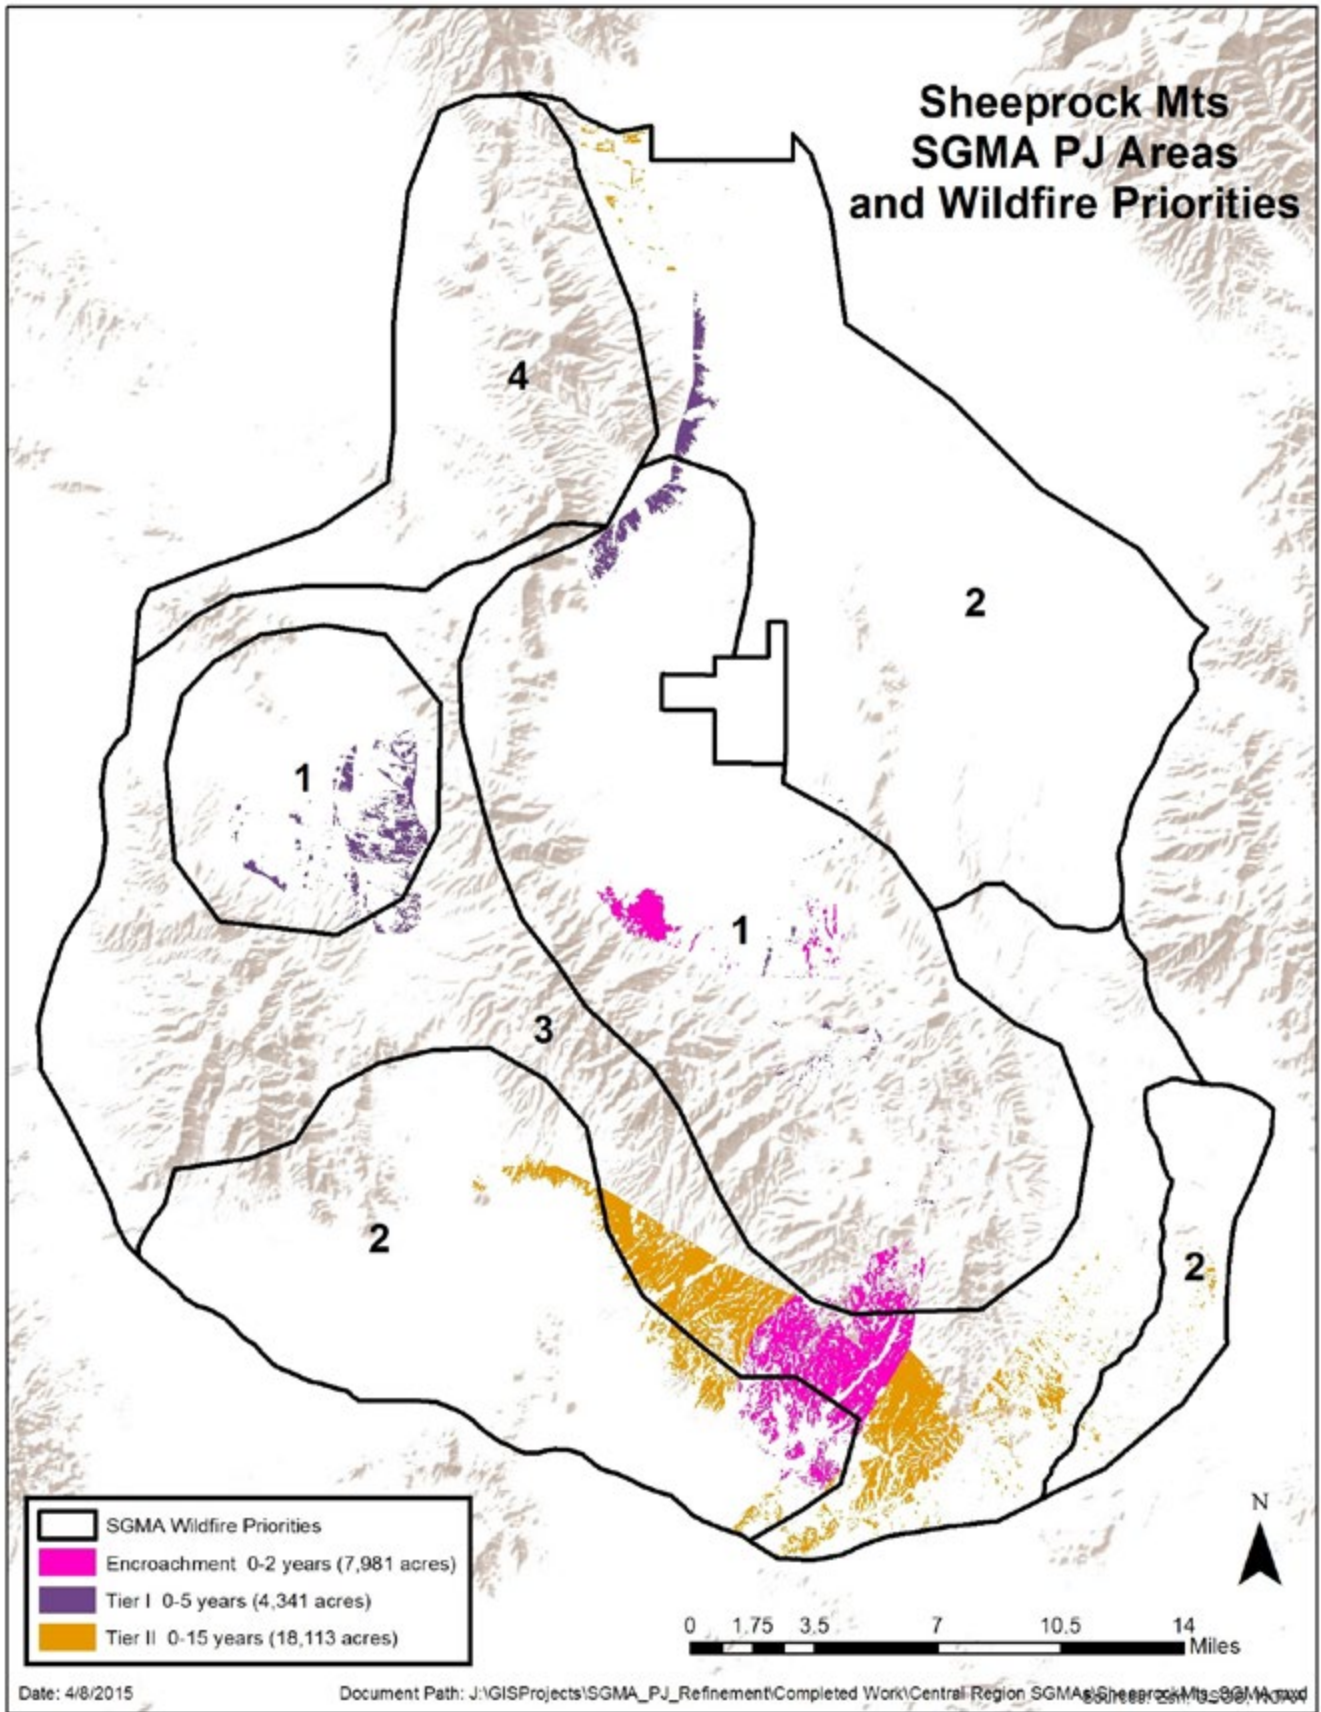 Sheeprock Mts
SGMA PJ Areas
and Wildfire Priorities
4
2
1
1
3
2
2
SGMA Wildfire Priorities
Encroachment 0-2 years (7,981 acres)
Tier I 0-5 years (4,341 acres)
Tier II 0-15 years (18,113 acres)
N
0 1.75 3.5 7 10.5 14
Miles
Date: 4/8/2015
Document Path: J:\GISProjects\SGMA_PJ_Refinement\Completed Work\Central Region SGMAs\SheeprockMts_SGMA.mxd